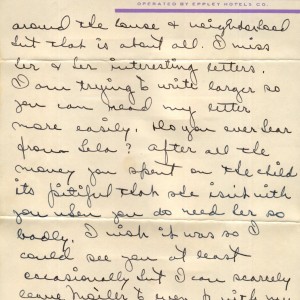 OPERATED BY EPPLEY HOTELS CO.
around the house & neighborhood
but that is about all. I miss
her & her interesting letters.
I am trying to write larger so
you can read my letter
more easily. Do you ever hear
from Lela? After all the
money you spent on the child
its pitiful that she isn't with
you when you do need her so
badly. I wish it was so I
could see you at least
occasionally but I can scarcely
leave to even go with my